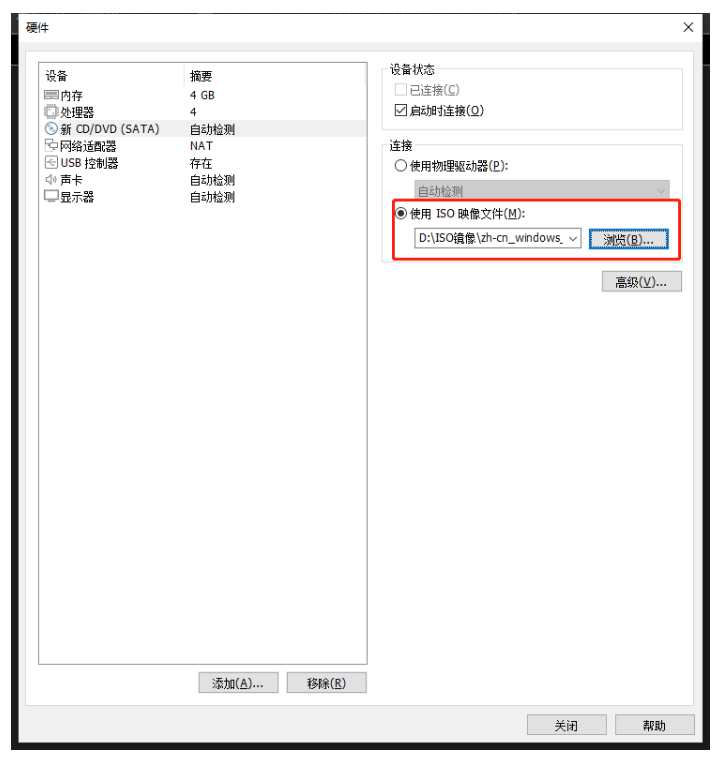 硬件
设备 摘要
内存 4 GB
处理器 4
新 CD/DVD (SATA) 自动检测
网络适配器 NAT
USB 控制器 存在
声卡 自动检测
显示器 自动检测
添加(A)... 移除(R)
设备状态
已连接(C)
启动时连接(O)
连接
使用物理驱动器(P):
自动检测
使用 ISO 映像文件(M):
D:\ISO镜像\zh-cn_windows_ 浏览(B)...
高级(V)...
关闭 帮助